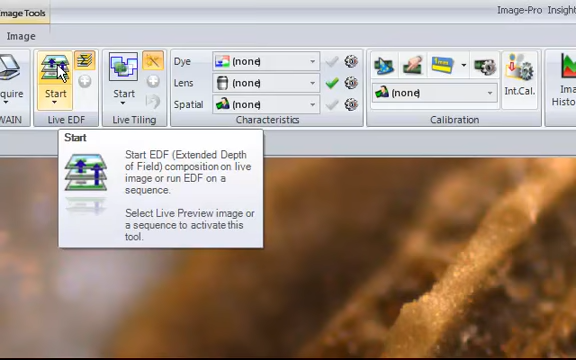 Image Tools
Image-Pro Insight
Image
quire
WAIN
Start
Live EDF
Start
Live Tiling
Dye (none)
Lens (none)
Spatial (none)
Characteristics
(none)
Calibration
Int.Cal.
Ima
Histo
Start
Start EDF (Extended Depth
of Field) composition on live
image or run EDF on a
sequence.
Select Live Preview image or
a sequence to activate this
tool.